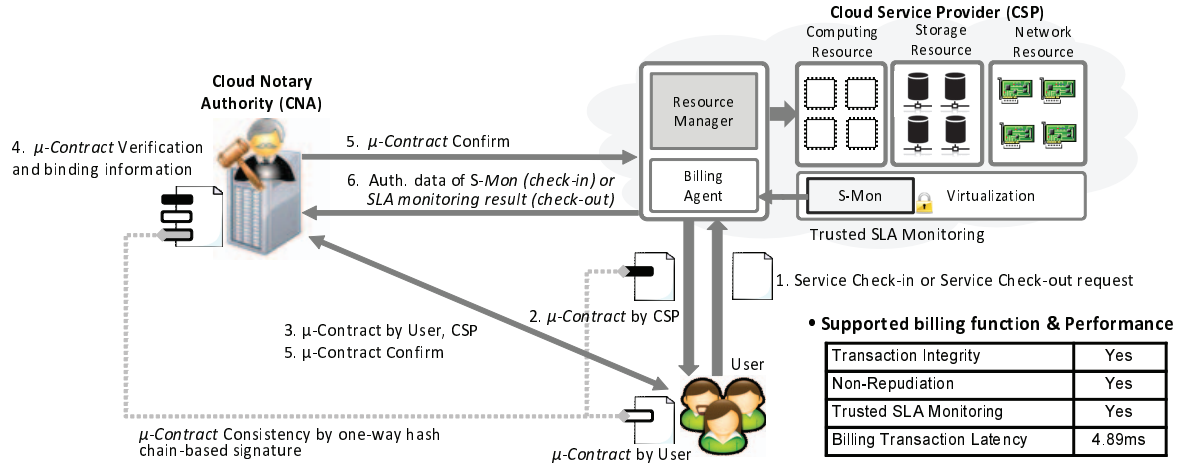 Cloud Service Provider (CSP)
Computing
Resource
Storage
Resource
Network
Resource
Cloud Notary
Authority (CNA)
Resource
Manager
4. μ-Contract Verification
and binding information
5. μ-Contract Confirm
6. Auth. data of S-Mon (check-in) or
SLA monitoring result (check-out)
Billing
Agent
S-Mon
Virtualization
Trusted SLA Monitoring
1. Service Check-in or Service Check-out request
2. μ-Contract by CSP
3. μ-Contract by User, CSP
5. μ-Contract Confirm
User
• Supported billing function & Performance
Transaction Integrity Yes
Non-Repudiation Yes
Trusted SLA Monitoring Yes
Billing Transaction Latency 4.89ms
μ-Contract Consistency by one-way hash
chain-based signature
μ-Contract by User